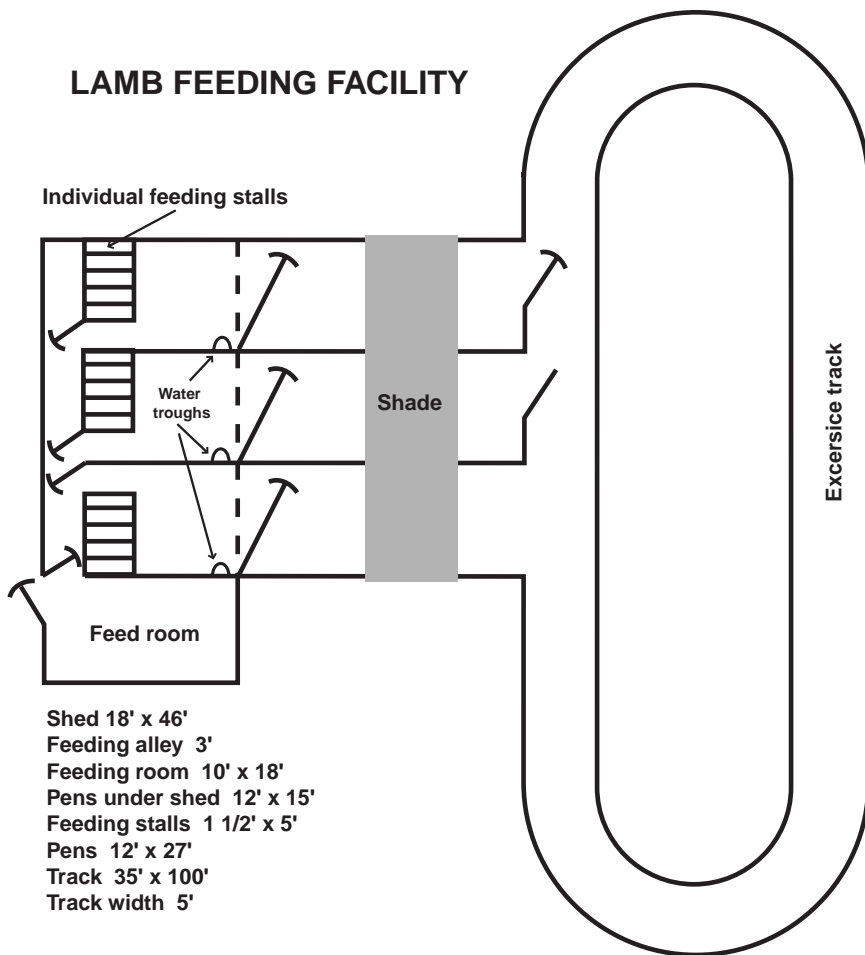 LAMB FEEDING FACILITY
Individual feeding stalls
Water
troughs
Shade
Excersice track
Feed room
Shed 18' x 46'
Feeding alley  3'
Feeding room  10' x 18'
Pens under shed  12' x 15'
Feeding stalls  1 1/2' x 5'
Pens  12' x 27'
Track  35' x 100'
Track width  5'